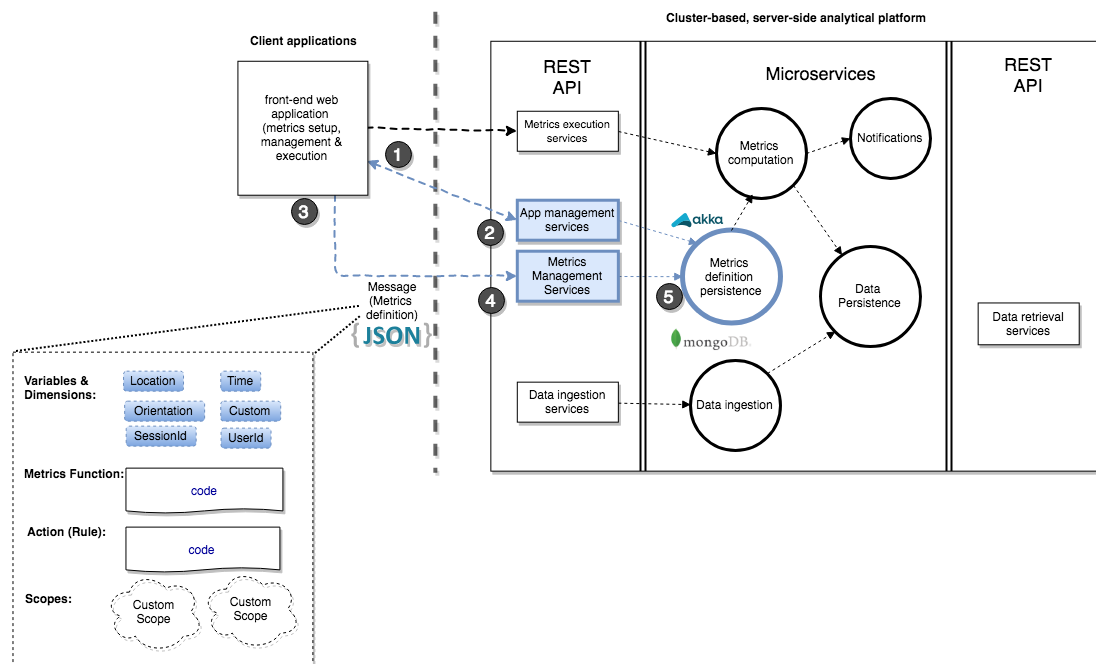 Cluster-based, server-side analytical platform
Client applications
front-end web
application
(metrics setup,
management &
execution
1
3
REST
API
Metrics execution
services
App management
services
2
Metrics
Management
Services
4
Data ingestion
services
Microservices
Metrics
computation
Notifications
akka
Metrics
definition
persistence
5
mongoDB
Data
Persistence
Data ingestion
REST
API
Data retrieval
services
Message
(Metrics
definition)
{JSON}
Variables &
Dimensions:
Location
Time
Orientation
Custom
SessionId
UserId
Metrics Function:
code
Action (Rule):
code
Scopes:
Custom
Scope
Custom
Scope